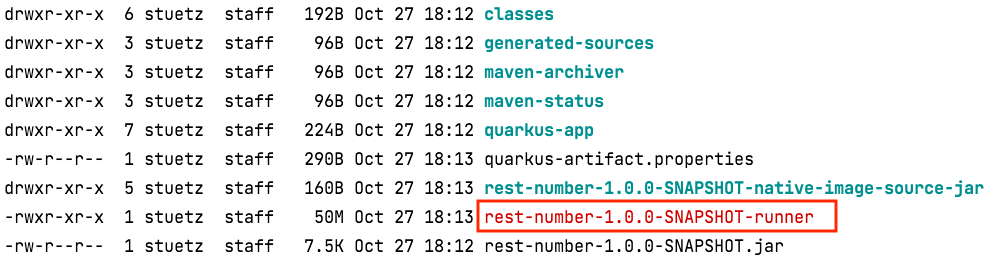 drwxr-xr-x 6 stuetz staff 192B Oct 27 18:12 classes
drwxr-xr-x 3 stuetz staff 96B Oct 27 18:12 generated-sources
drwxr-xr-x 3 stuetz staff 96B Oct 27 18:12 maven-archiver
drwxr-xr-x 3 stuetz staff 96B Oct 27 18:12 maven-status
drwxr-xr-x 7 stuetz staff 224B Oct 27 18:12 quarkus-app
-rw-r--r-- 1 stuetz staff 290B Oct 27 18:13 quarkus-artifact.properties
drwxr-xr-x 5 stuetz staff 160B Oct 27 18:13 rest-number-1.0.0-SNAPSHOT-native-image-source-jar
-rwxr-xr-x 1 stuetz staff 50M Oct 27 18:13 rest-number-1.0.0-SNAPSHOT-runner
-rw-r--r-- 1 stuetz staff 7.5K Oct 27 18:12 rest-number-1.0.0-SNAPSHOT.jar